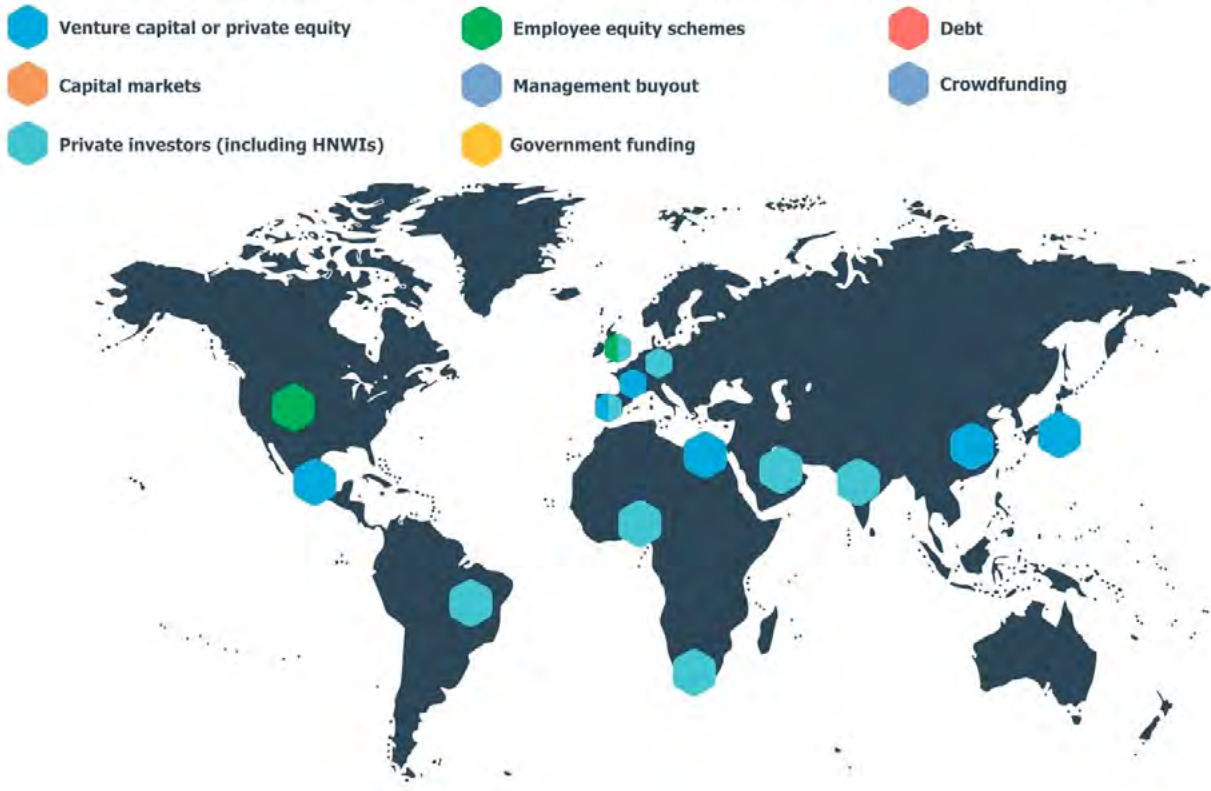 Venture capital or private equity
Employee equity schemes
Debt
Capital markets
Management buyout
Crowdfunding
Private investors (including HNWIs)
Government funding